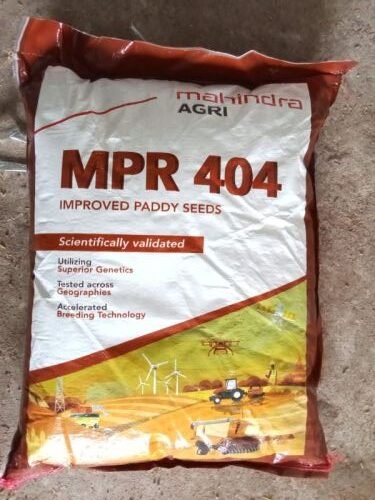 mahindra
AGRI
MPR 404
IMPROVED PADDY SEEDS
Scientifically validated
Utilizing
Superior Genetics
Tested across
Geographies
Accelerated
Breeding Technology